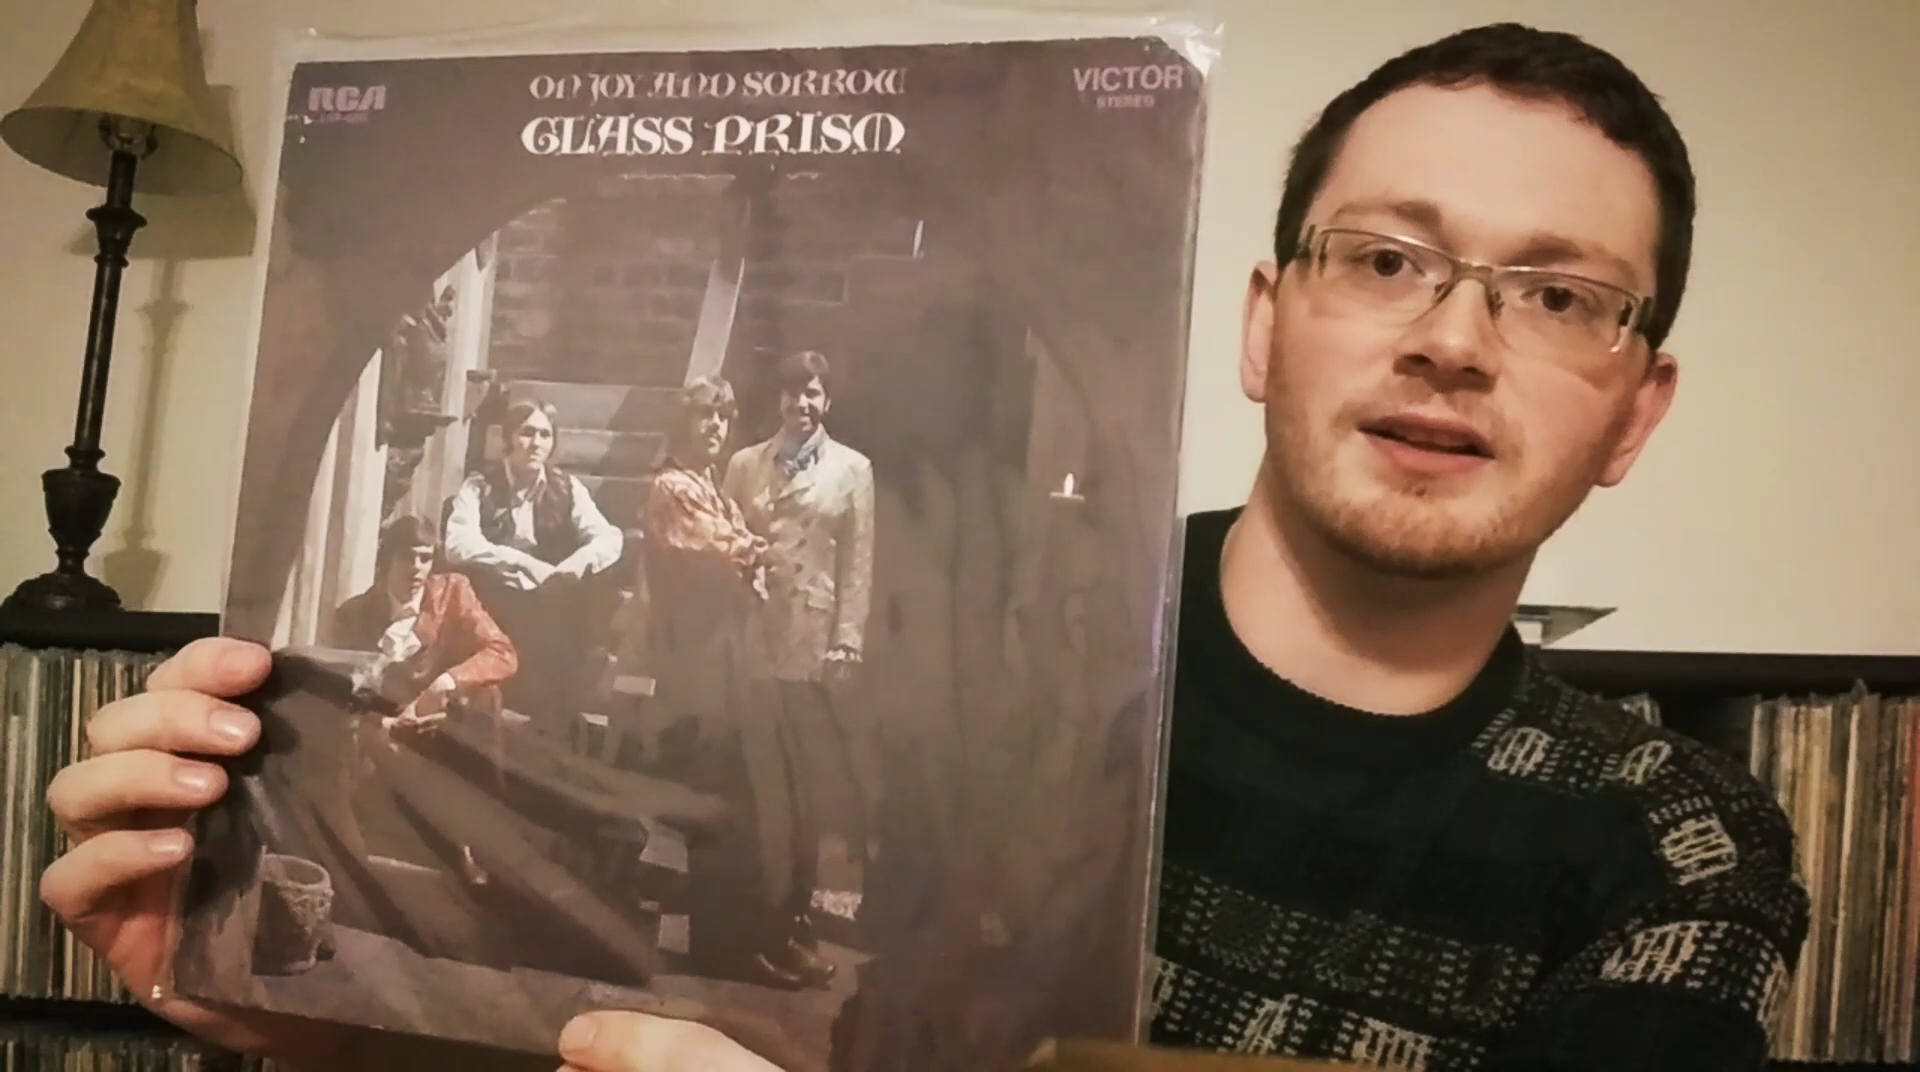 RCA
ON JOY AND SORROW
GLASS PRISM
VICTOR
STEREO